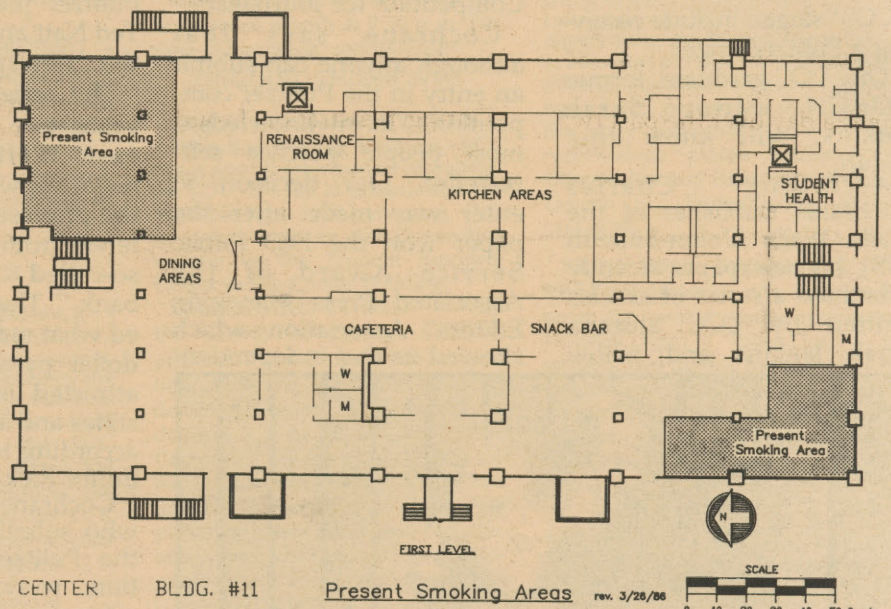 Present Smoking
Area
RENAISSANCE
ROOM
KITCHEN AREAS
STUDENT
HEALTH
DINING
AREAS
CAFETERIA
SNACK BAR
W
M
W
M
Present
Smoking Area
N
FIRST LEVEL
SCALE
CENTER BLDG. #11
Present Smoking Areas
rev. 3/26/86